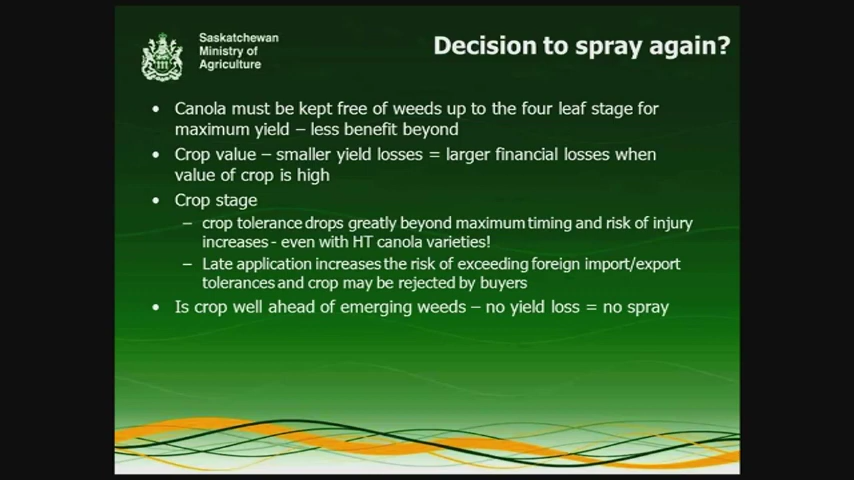 Saskatchewan
Ministry of
Agriculture
Decision to spray again?
• Canola must be kept free of weeds up to the four leaf stage for
maximum yield – less benefit beyond
• Crop value – smaller yield losses = larger financial losses when
value of crop is high
• Crop stage
– crop tolerance drops greatly beyond maximum timing and risk of injury
increases - even with HT canola varieties!
– Late application increases the risk of exceeding foreign import/export
tolerances and crop may be rejected by buyers
• Is crop well ahead of emerging weeds – no yield loss = no spray